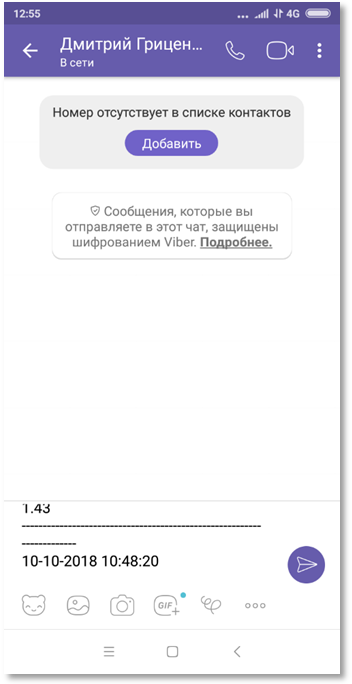 12:55
4G
Дмитрий Грицен...
В сети
Номер отсутствует в списке контактов
Добавить
Сообщения, которые вы
отправляете в этот чат, защищены
шифрованием Viber. Подробнее.
1.43
---------------------------------------------------------
-------------
10-10-2018 10:48:20
GIF+